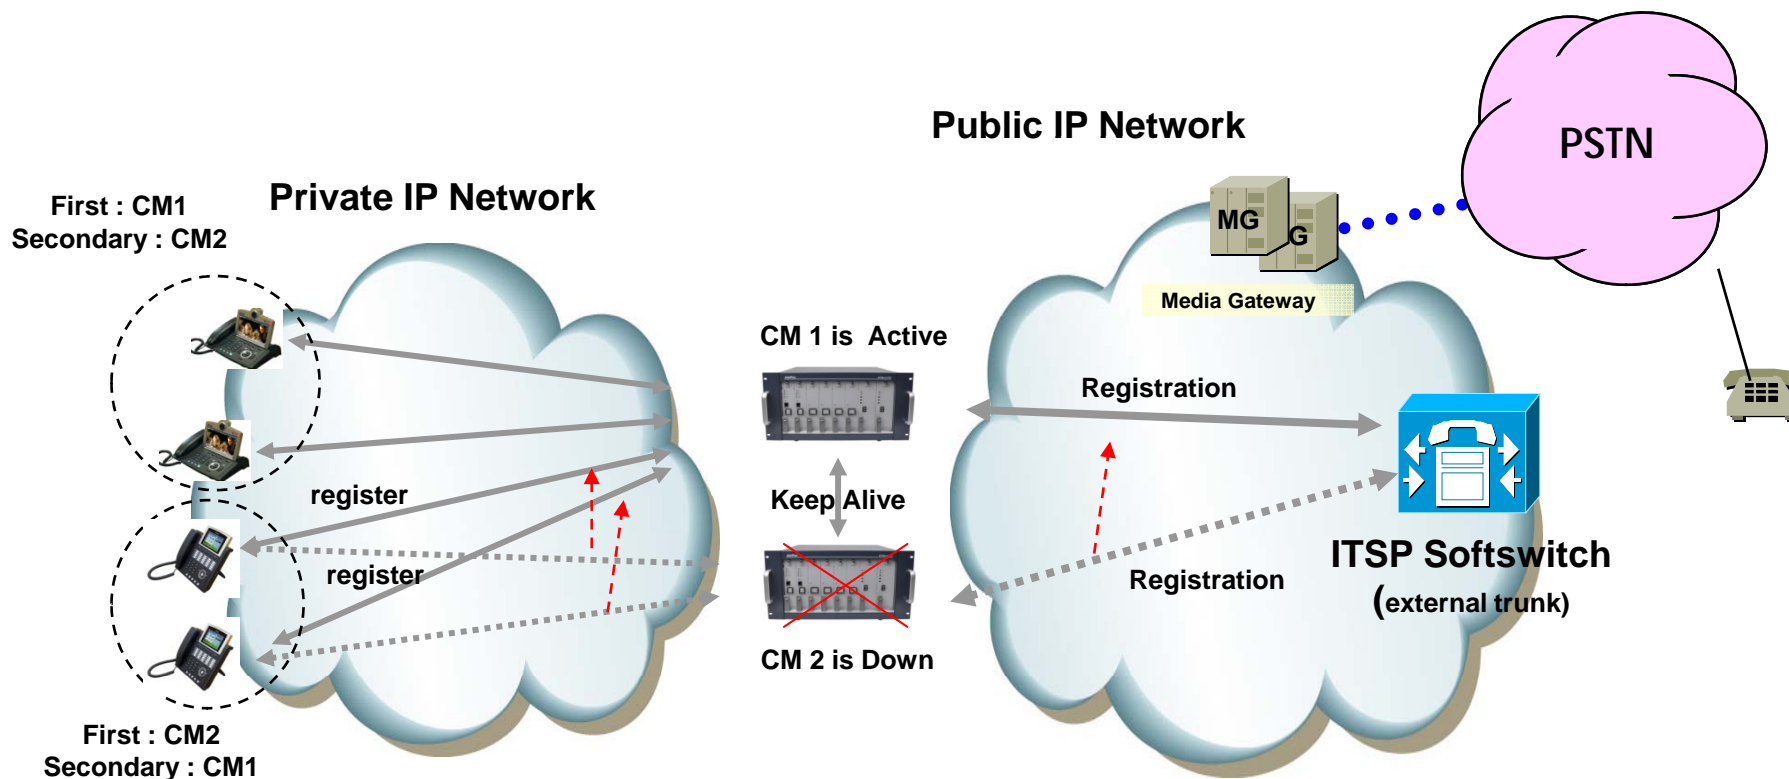 Public IP Network
PSTN
Private IP Network
First : CM1
Secondary : CM2
MG
G
Media Gateway
CM 1 is Active
Registration
Keep Alive
register
register
Registration
ITSP Softswitch
(external trunk)
CM 2 is Down
First : CM2
Secondary : CM1